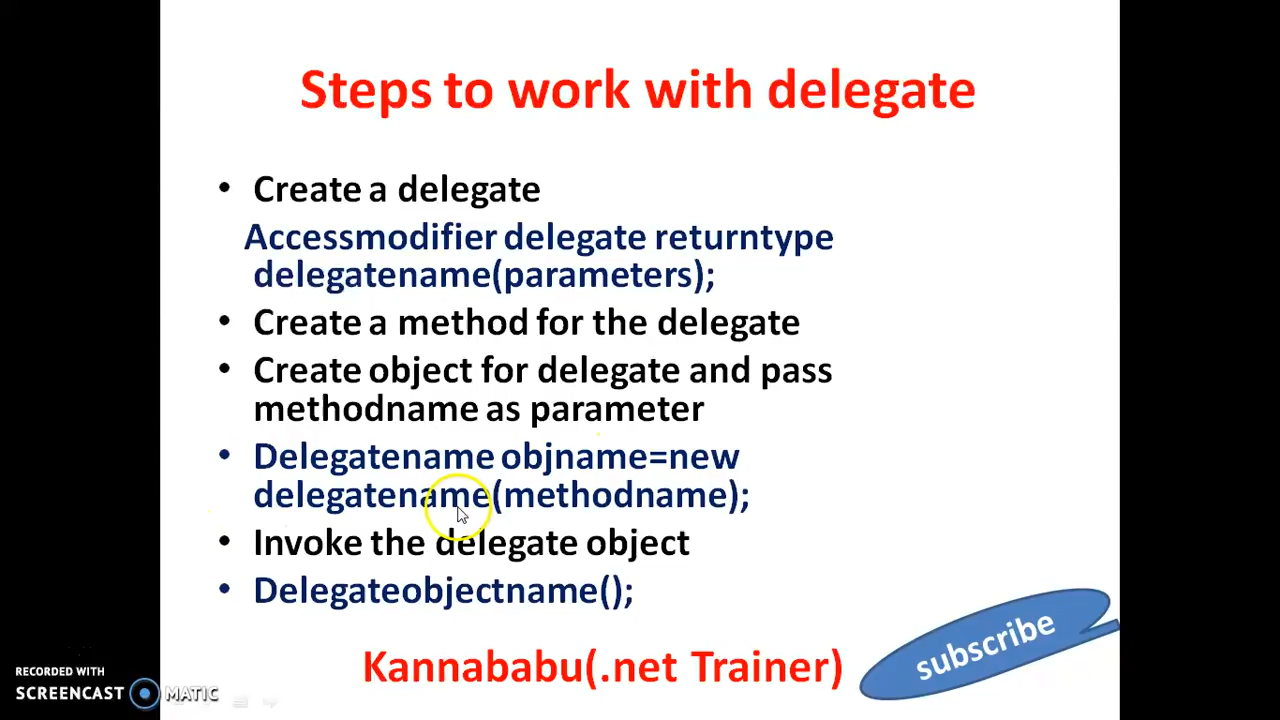 Steps to work with delegate
• Create a delegate
Accessmodifier delegate returntype
delegatename(parameters);
• Create a method for the delegate
• Create object for delegate and pass
methodname as parameter
• Delegatename objname=new
delegatename(methodname);
• Invoke the delegate object
• Delegateobjectname();
Kannababu(.net Trainer)
subscribe
RECORDED WITH
SCREENCAST MATIC